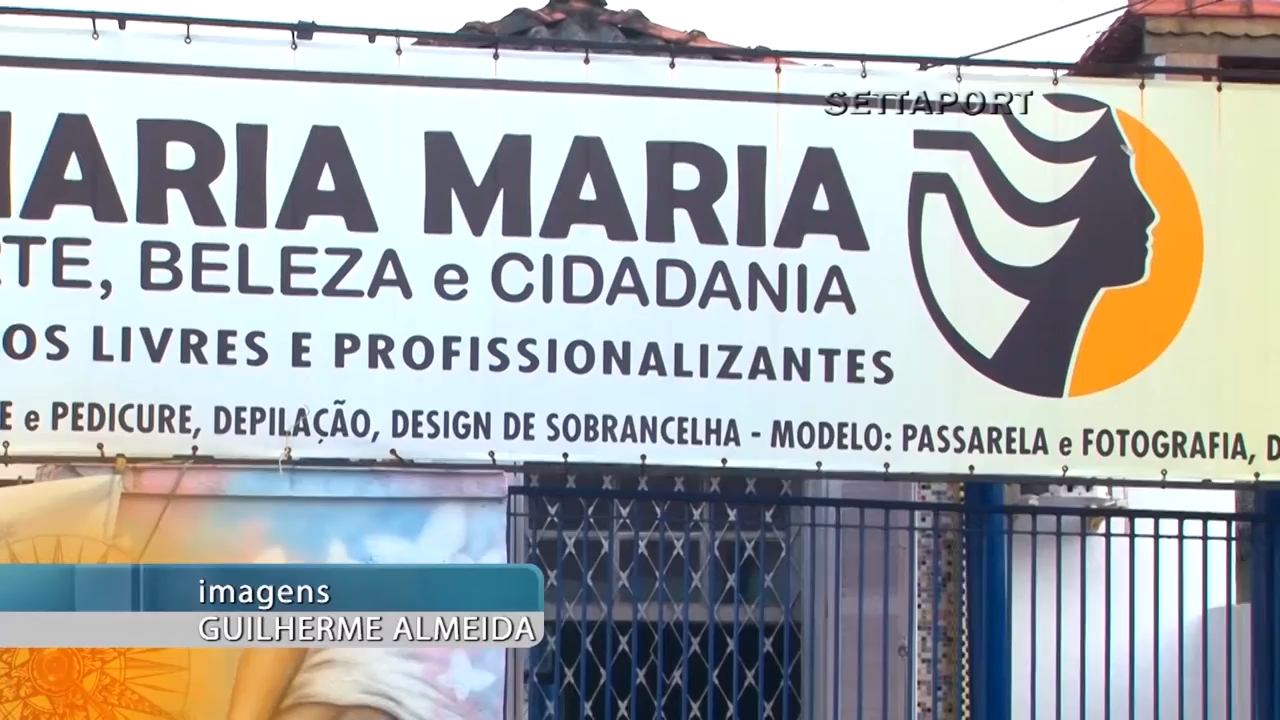 SETTAPORT
MARIA MARIA
RTE, BELEZA e CIDADANIA
OS LIVRES E PROFISSIONALIZANTES
E e PEDICURE, DEPILAÇÃO, DESIGN DE SOBRANCELHA - MODELO: PASSARELA e FOTOGRAFIA, D
imagens
GUILHERME ALMEIDA